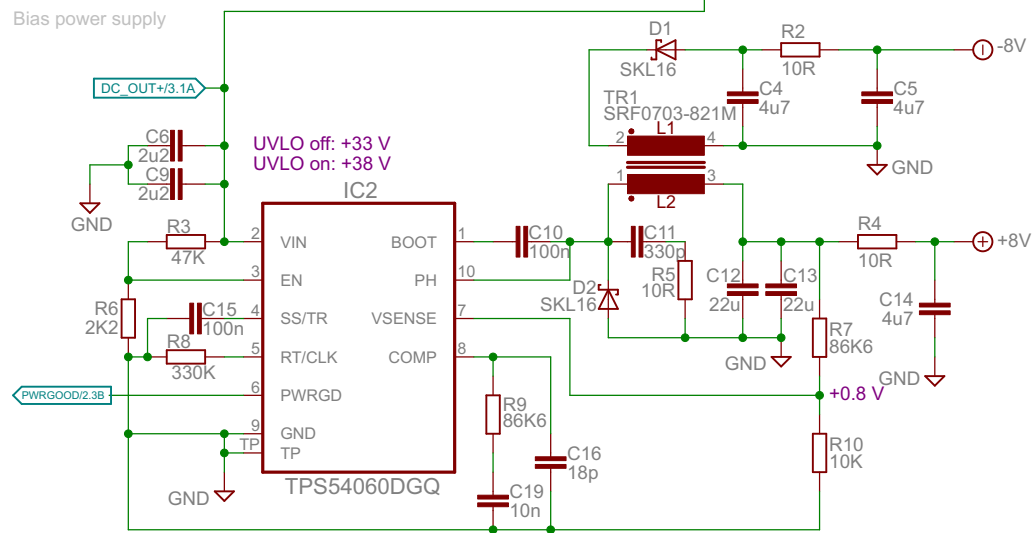 Bias power supply
D1
SKL16
R2
10R
-8V
DC_OUT+/3.1A
C4
4u7
C5
4u7
TR1
SRF0703-821M
L1
2
4
1
3
L2
GND
C6
2u2
C9
2u2
GND
UVLO off: +33 V
UVLO on: +38 V
IC2
R3
47K
2
VIN
BOOT
1
C10
100n
C11
330p
R4
10R
+8V
3
EN
PH
10
D2
SKL16
R5
10R
C12
22u
C13
22u
C14
4u7
R6
2K2
C15
100n
4
SS/TR
VSENSE
7
R8
330K
5
RT/CLK
COMP
8
GND
R7
86K6
GND
PWRGOOD/2.3B
6
PWRGD
+0.8 V
R9
86K6
9
GND
TP
TP
R10
10K
C16
18p
GND
TPS54060DGQ
C19
10n